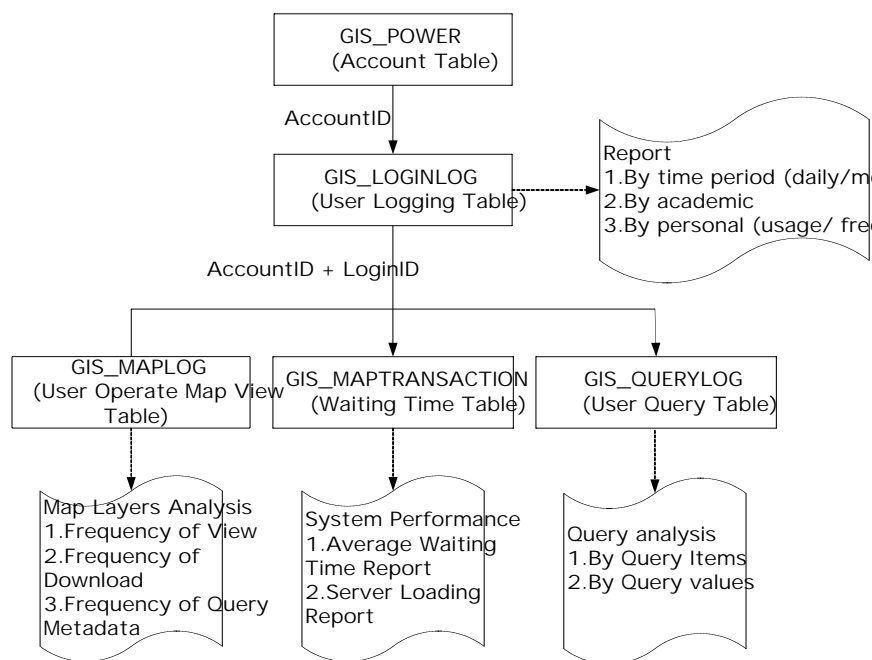 GIS_POWER
(Account Table)
AccountID
GIS_LOGINLOG
(User Logging Table)
Report
1.By time period (daily/
2.By academic
3.By personal (usage/
AccountID + LoginID
GIS_MAPLOG
(User Operate Map View
Table)
GIS_MAPTRANSACTION
(Waiting Time Table)
GIS_QUERYLOG
(User Query Table)
Map Layers Analysis
1.Frequency of View
2.Frequency of
Download
3.Frequency of Query
Metadata
System Performance
1.Average Waiting
Time Report
2.Server Loading
Report
Query analysis
1.By Query Items
2.By Query values